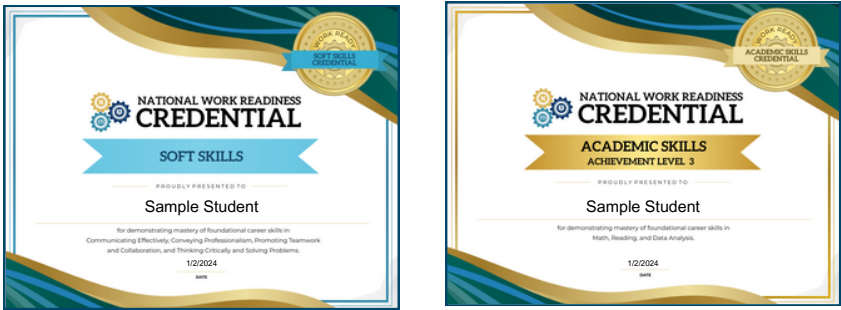 WORK READY
SOFT SKILLS
CREDENTIAL
NATIONAL WORK READINESS
CREDENTIAL
SOFT SKILLS
PROUDLY PRESENTED TO
Sample Student
for demonstrating mastery of foundational career skills in
Communicating Effectively, Conveying Professionalism, Promoting Teamwork
and Collaboration, and Thinking Critically and Solving Problems.
1/2/2024
DATE
WORK READY
ACADEMIC SKILLS
CREDENTIAL
NATIONAL WORK READINESS
CREDENTIAL
ACADEMIC SKILLS
ACHIEVEMENT LEVEL 3
PROUDLY PRESENTED TO
Sample Student
for demonstrating mastery of foundational career skills in
Math, Reading, and Data Analysis.
1/2/2024
DATE